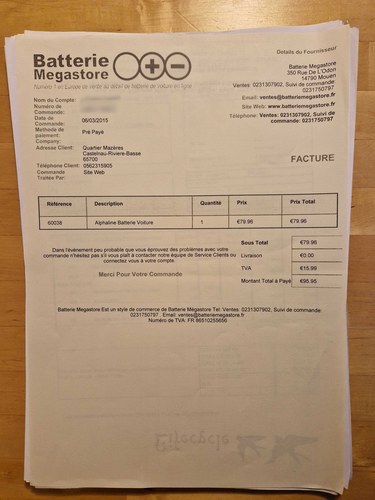 Batterie
Megastore
Numéro 1 en Europe de vente au détail de batterie de voiture en ligne
Détails du Fournisseur
Batterie Megastore
350 Rue De L'Odon
14790 Mouen
Ventes: 0231307902, Suivi de
commande:
0231750797
Email: ventes@batteriemegastore.fr
Site Web: www.batteriemegastore.fr
Téléphone: Ventes: 0231307902, Suivi de
commande:
0231750797
Nom du Compte:
Numéro de
Commande:
Date de
Commande: 06/03/2015
Methode de
paiement: Pré Payé
Company:
Adresse Client: Quartier Mazères
Castelnau-Riviere-Basse
65700
Téléphone Client: 0562315905
Commande
Traitée Par: Site Web
FACTURE
Référence Description Quantité Prix Prix Total
60038 Alphaline Batterie Voiture 1 €79.96 €79.96
Dans l'événement peu probable que vous éprouvez des problèmes avec votre
commande n'hésitez pas s'il vous plaît à contacter notre équipe de Service Clients ou
connectez vous à votre compte
Merci Pour Votre Commande
Sous Total €79.96
Livraison €0.00
TVA €15.99
Montant Total à Payé €95.95
Batterie Megastore Est un style de commerce de Batterie Mégastore Tel: Ventes: 0231307902, Suivi de commande:
0231750797 Email: ventes@batteriemegastore.fr
Numéro de TVA: FR 86510255656
Lifecycle